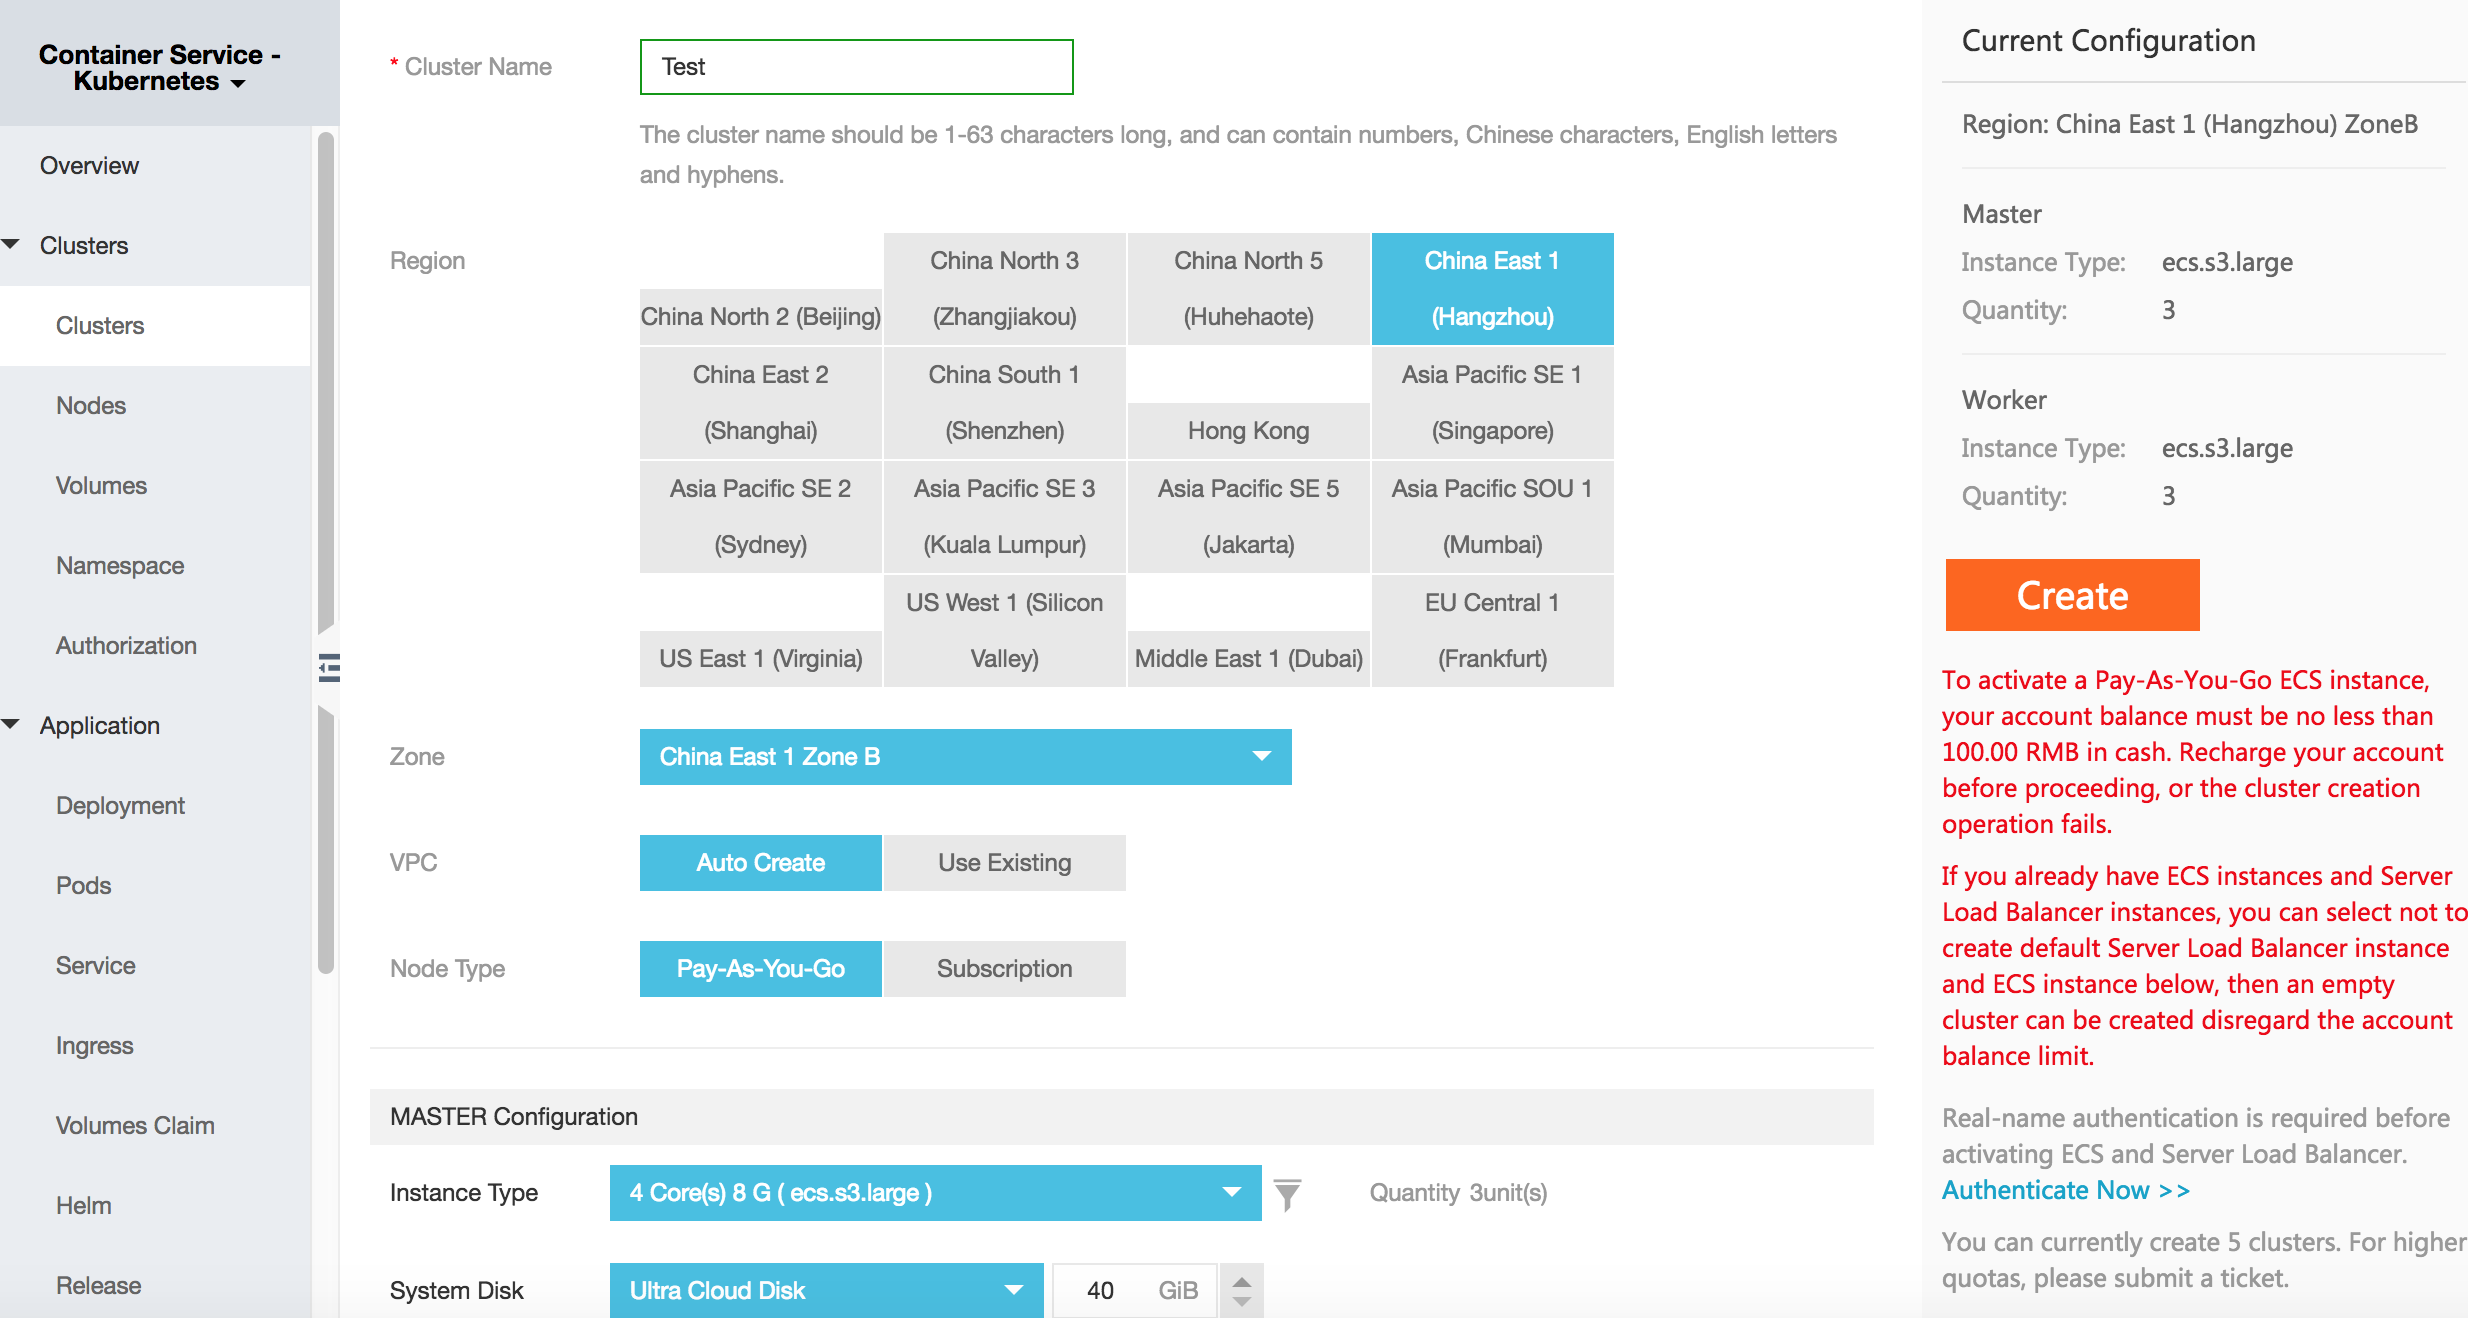 Container Service -
Kubernetes
Overview
Clusters
Clusters
Nodes
Volumes
Namespace
Authorization
Application
Deployment
Pods
Service
Ingress
Volumes Claim
Helm
Release
* Cluster Name
Test
The cluster name should be 1-63 characters long, and can contain numbers, Chinese characters, English letters
and hyphens.
Region
China North 2 (Beijing)
China North 3
(Zhangjiakou)
China North 5
(Huhehaote)
China East 1
(Hangzhou)
China East 2
(Shanghai)
China South 1
(Shenzhen)
Hong Kong
Asia Pacific SE 1
(Singapore)
Asia Pacific SE 2
(Sydney)
Asia Pacific SE 3
(Kuala Lumpur)
Asia Pacific SE 5
(Jakarta)
Asia Pacific SOU 1
(Mumbai)
US East 1 (Virginia)
US West 1 (Silicon
Valley)
Middle East 1 (Dubai)
EU Central 1
(Frankfurt)
Zone
China East 1 Zone B
VPC
Auto Create
Use Existing
Node Type
Pay-As-You-Go
Subscription
MASTER Configuration
Instance Type
4 Core(s) 8 G ( ecs.s3.large )
Quantity 3unit(s)
System Disk
Ultra Cloud Disk
40 GiB
Current Configuration
Region: China East 1 (Hangzhou) ZoneB
Master
Instance Type: ecs.s3.large
Quantity: 3
Worker
Instance Type: ecs.s3.large
Quantity: 3
Create
To activate a Pay-As-You-Go ECS instance,
your account balance must be no less than
100.00 RMB in cash. Recharge your account
before proceeding, or the cluster creation
operation fails.
If you already have ECS instances and Server
Load Balancer instances, you can select not to
create default Server Load Balancer instance
and ECS instance below, then an empty
cluster can be created disregard the account
balance limit.
Real-name authentication is required before
activating ECS and Server Load Balancer.
Authenticate Now >>
You can currently create 5 clusters. For higher
quotas, please submit a ticket.